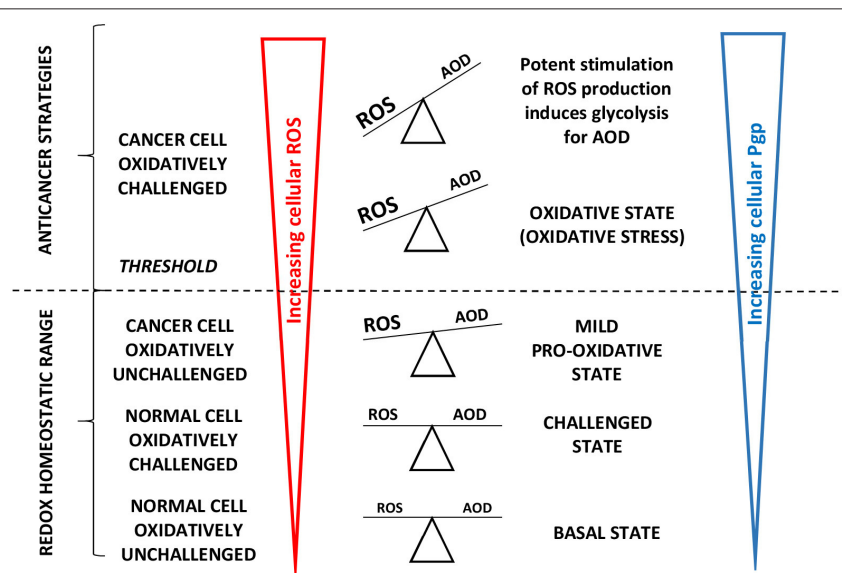 ANTICANCER STRATEGIES
CANCER CELL
OXIDATIVELY
CHALLENGED
THRESHOLD
Increasing cellular ROS
ROS
AOD
Potent stimulation
of ROS production
induces glycolysis
for AOD
ROS
AOD
OXIDATIVE STATE
(OXIDATIVE STRESS)
Increasing cellular Pgp
REDOX HOMEOSTATIC RANGE
CANCER CELL
OXIDATIVELY
UNCHALLENGED
ROS
AOD
MILD
PRO-OXIDATIVE
STATE
NORMAL CELL
OXIDATIVELY
CHALLENGED
ROS
AOD
CHALLENGED
STATE
NORMAL CELL
OXIDATIVELY
UNCHALLENGED
ROS
AOD
BASAL STATE